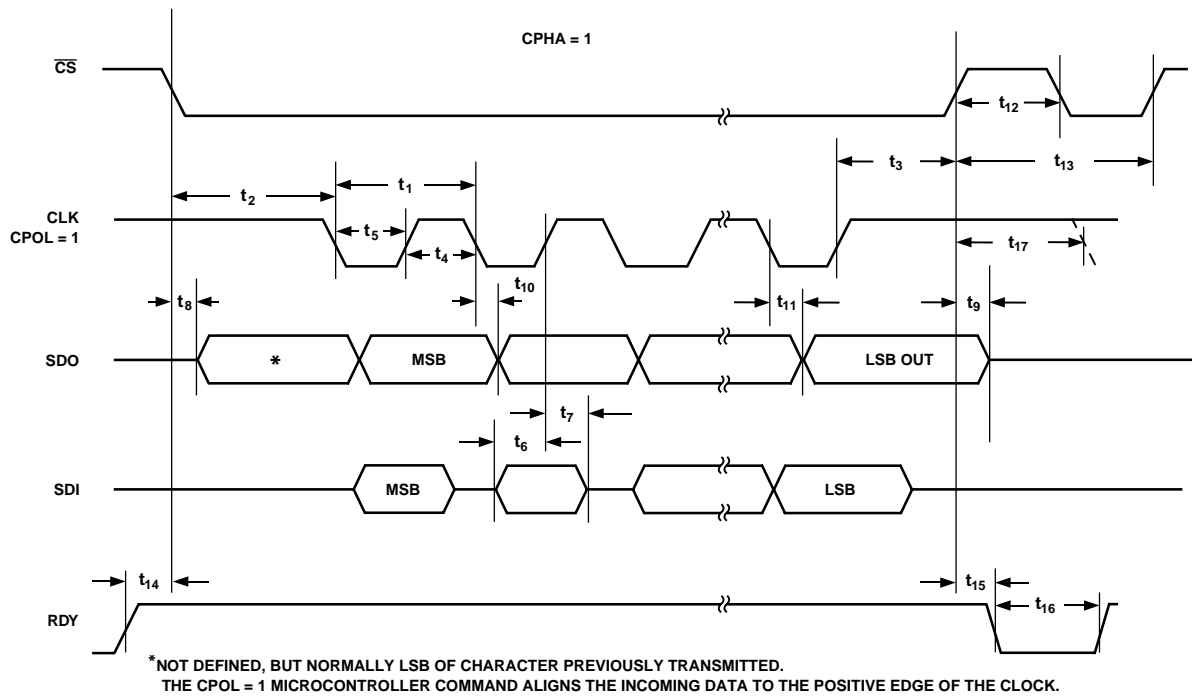 CPHA = 1
CS
t12
t3
t13
t2
t1
CLK
CPOL = 1
t5
t4
t17
t10
t8
t11
t9
SDO
*
MSB
LSB OUT
t7
t6
SDI
MSB
LSB
t14
t15
t16
RDY
*NOT DEFINED, BUT NORMALLY LSB OF CHARACTER PREVIOUSLY TRANSMITTED.
THE CPOL = 1 MICROCONTROLLER COMMAND ALIGNS THE INCOMING DATA TO THE POSITIVE EDGE OF THE CLOCK.